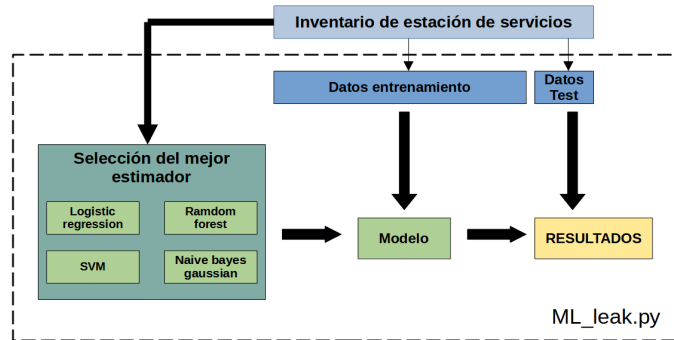 Inventario de estación de servicios
Datos entrenamiento
Datos
Test
Selección del mejor
estimador
Logistic
regression
Ramdom
forest
SVM
Naive bayes
gaussian
Modelo
RESULTADOS
ML_leak.py